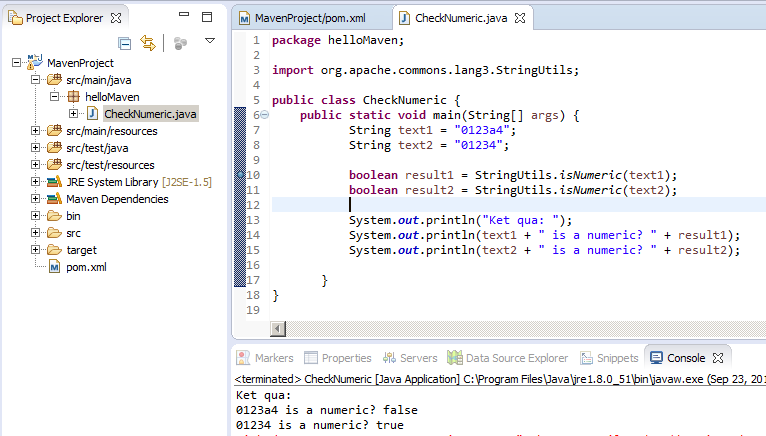 Project Explorer
MavenProject
src/main/java
helloMaven
CheckNumeric.java
src/main/resources
src/test/java
src/test/resources
JRE System Library [J2SE-1.5]
Maven Dependencies
bin
src
target
pom.xml
MavenProject/pom.xml CheckNumeric.java
1 package helloMaven;
2
3 import org.apache.commons.lang3.StringUtils;
4
5 public class CheckNumeric {
6 public static void main(String[] args) {
7 String text1 = "0123a4";
8 String text2 = "01234";
9
10 boolean result1 = StringUtils.isNumeric(text1);
11 boolean result2 = StringUtils.isNumeric(text2);
12
13 System.out.println("Ket qua: ");
14 System.out.println(text1 + " is a numeric? " + result1);
15 System.out.println(text2 + " is a numeric? " + result2);
16
17 }
18 }
19
Markers Properties Servers Data Source Explorer Snippets Console
<terminated> CheckNumeric [Java Application] C:\Program Files\Java\jre1.8.0_51\bin\javaw.exe (Sep 23, 201
Ket qua:
0123a4 is a numeric? false
01234 is a numeric? true